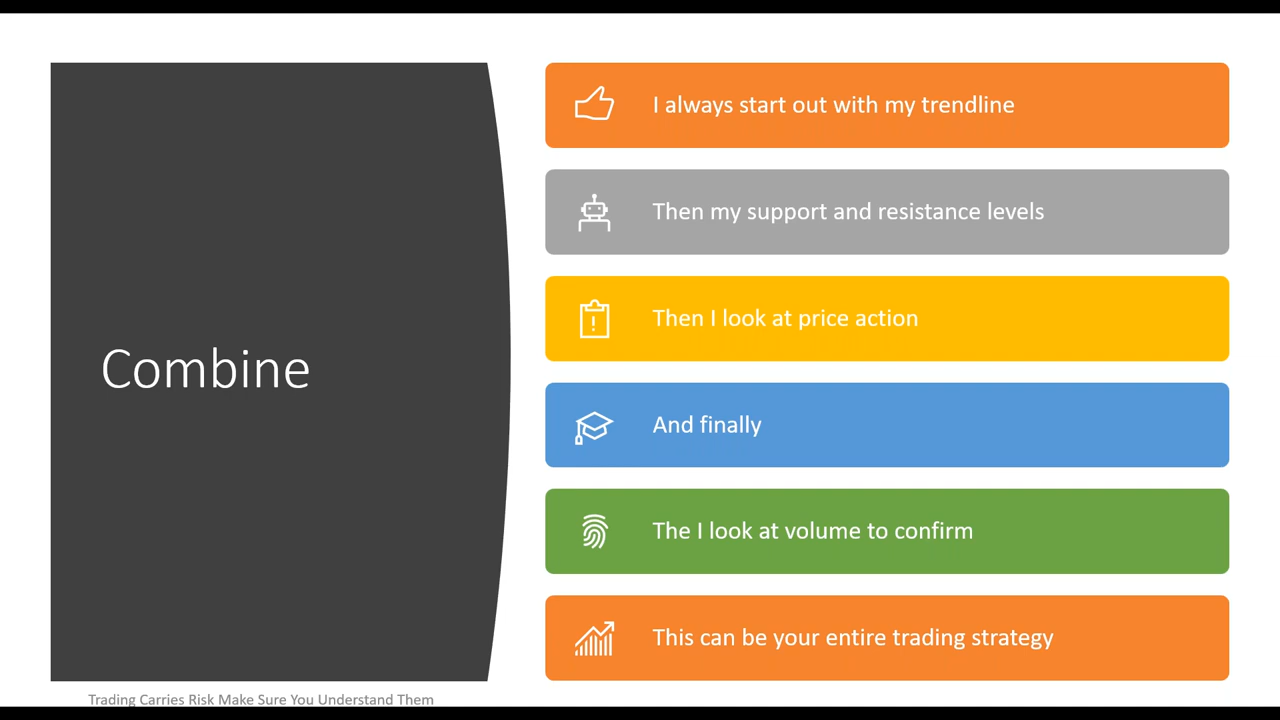 Combine
I always start out with my trendline
Then my support and resistance levels
Then I look at price action
And finally
The I look at volume to confirm
This can be your entire trading strategy
Trading Carries Risk Make Sure You Understand Them